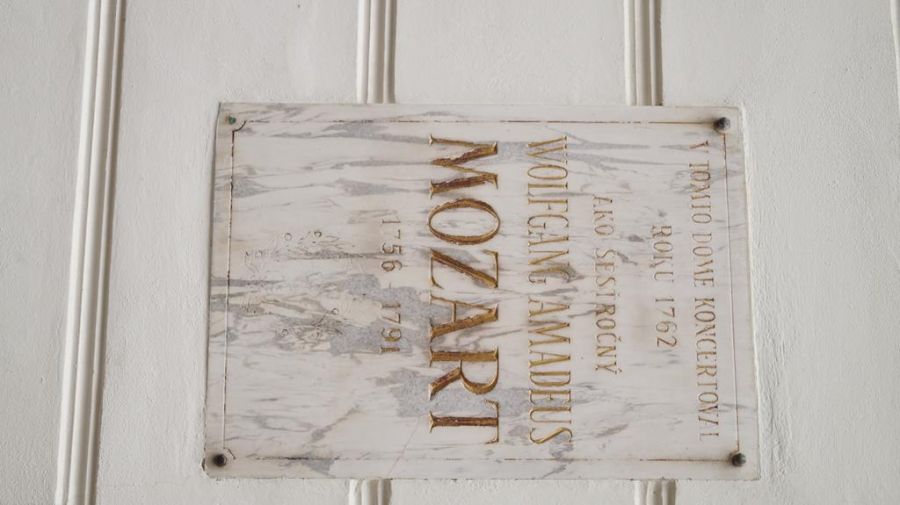 V TOMTO DOME KONCERTOVAL
ROKU 1762
AKO ŠESŤROČNÝ
WOLFGANG AMADEUS
MOZART
1756 – 1791